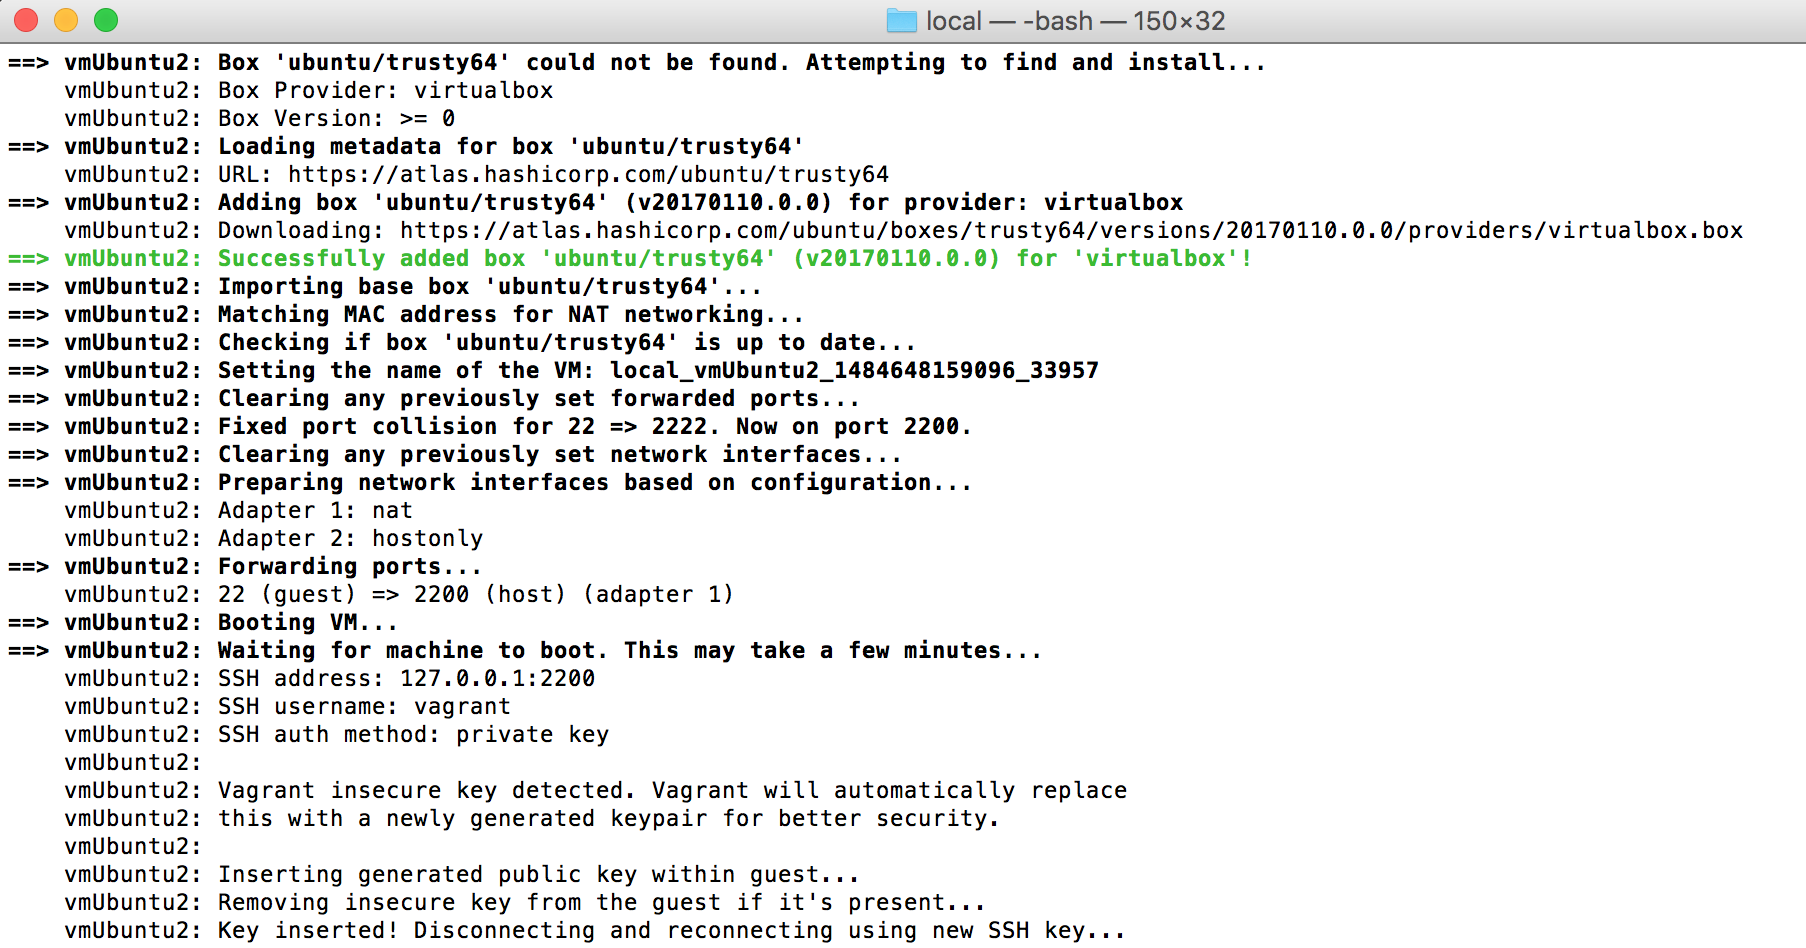 local — -bash — 150×32
==> vmUbuntu2: Box 'ubuntu/trusty64' could not be found. Attempting to find and install...
    vmUbuntu2: Box Provider: virtualbox
    vmUbuntu2: Box Version: >= 0
==> vmUbuntu2: Loading metadata for box 'ubuntu/trusty64'
    vmUbuntu2: URL: https://atlas.hashicorp.com/ubuntu/trusty64
==> vmUbuntu2: Adding box 'ubuntu/trusty64' (v20170110.0.0) for provider: virtualbox
    vmUbuntu2: Downloading: https://atlas.hashicorp.com/ubuntu/boxes/trusty64/versions/20170110.0.0/providers/virtualbox.box
==> vmUbuntu2: Successfully added box 'ubuntu/trusty64' (v20170110.0.0) for 'virtualbox'!
==> vmUbuntu2: Importing base box 'ubuntu/trusty64'...
==> vmUbuntu2: Matching MAC address for NAT networking...
==> vmUbuntu2: Checking if box 'ubuntu/trusty64' is up to date...
==> vmUbuntu2: Setting the name of the VM: local_vmUbuntu2_1484648159096_33957
==> vmUbuntu2: Clearing any previously set forwarded ports...
==> vmUbuntu2: Fixed port collision for 22 => 2222. Now on port 2200.
==> vmUbuntu2: Clearing any previously set network interfaces...
==> vmUbuntu2: Preparing network interfaces based on configuration...
    vmUbuntu2: Adapter 1: nat
    vmUbuntu2: Adapter 2: hostonly
==> vmUbuntu2: Forwarding ports...
    vmUbuntu2: 22 (guest) => 2200 (host) (adapter 1)
==> vmUbuntu2: Booting VM...
==> vmUbuntu2: Waiting for machine to boot. This may take a few minutes...
    vmUbuntu2: SSH address: 127.0.0.1:2200
    vmUbuntu2: SSH username: vagrant
    vmUbuntu2: SSH auth method: private key
    vmUbuntu2:
    vmUbuntu2: Vagrant insecure key detected. Vagrant will automatically replace
    vmUbuntu2: this with a newly generated keypair for better security.
    vmUbuntu2:
    vmUbuntu2: Inserting generated public key within guest...
    vmUbuntu2: Removing insecure key from the guest if it's present...
    vmUbuntu2: Key inserted! Disconnecting and reconnecting using new SSH key...